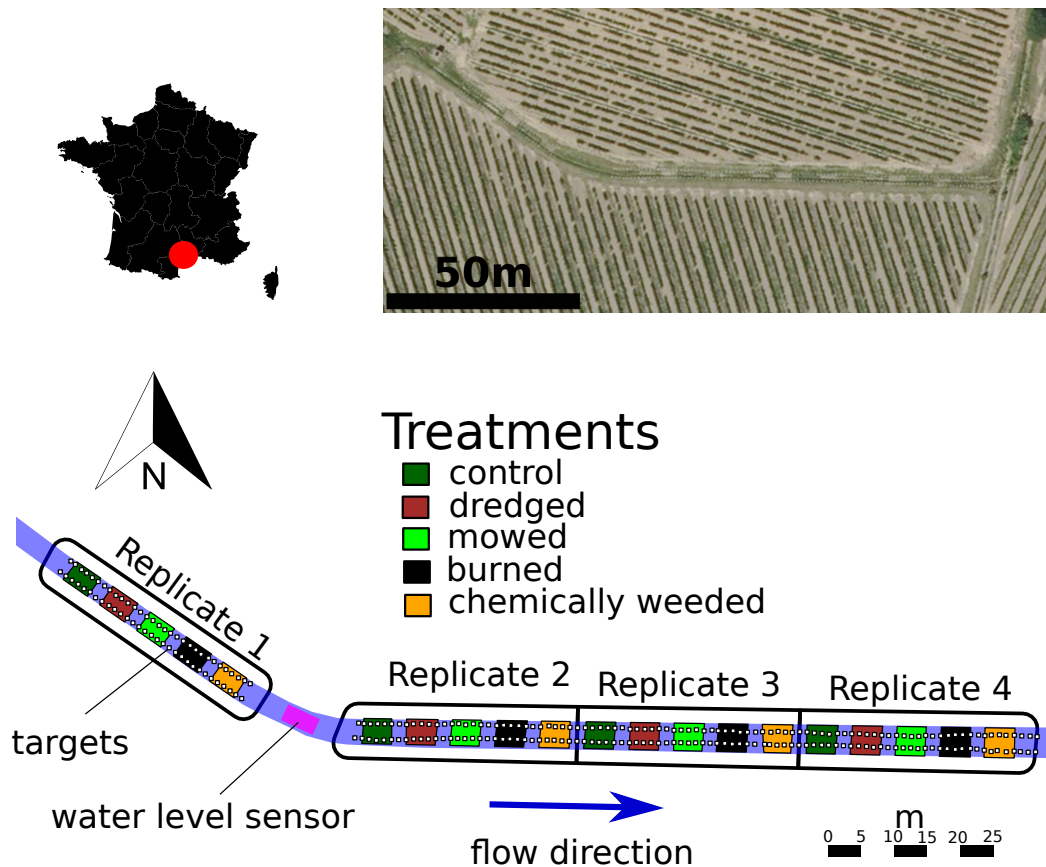 50m
N
Treatments
control
dredged
mowed
burned
chemically weeded
Replicate 1
Replicate 2
Replicate 3
Replicate 4
targets
water level sensor
flow direction
m
0 5 10 15 20 25